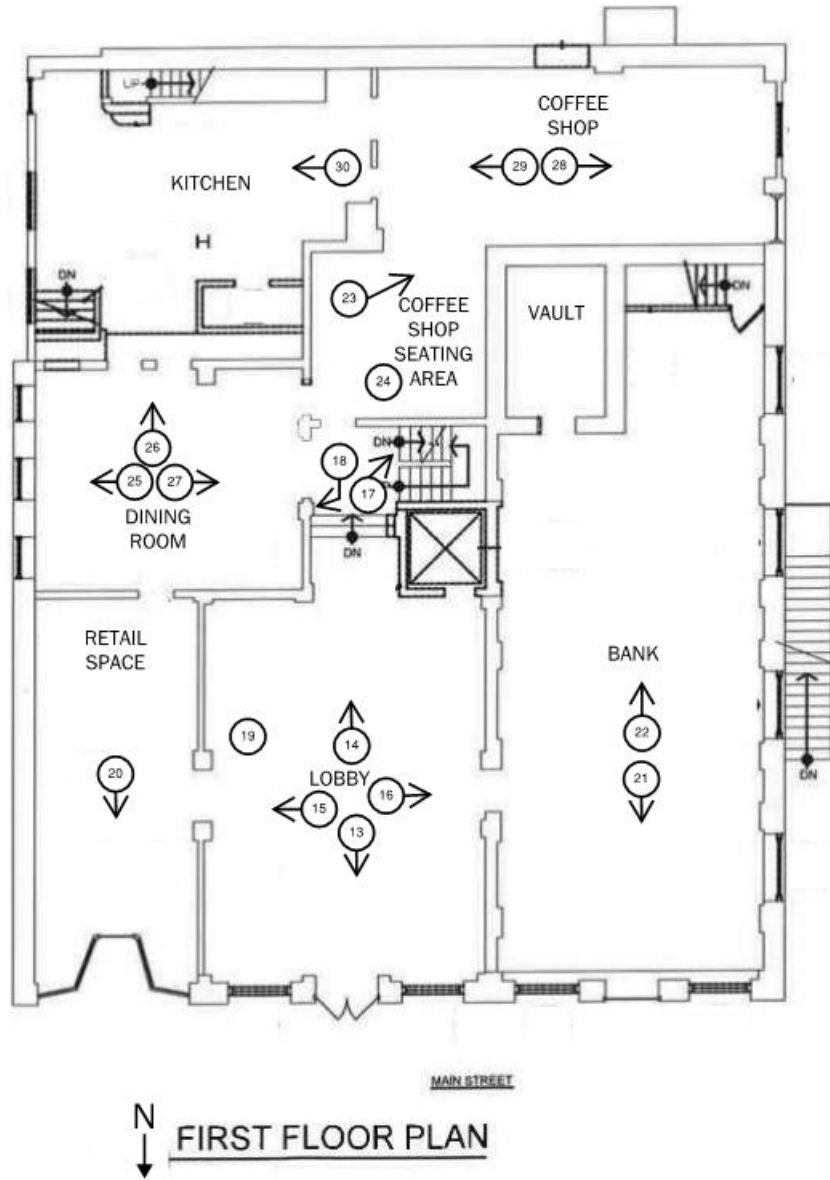 UP
COFFEE
SHOP
KITCHEN
30
29
28
H
DN
23
COFFEE
SHOP
SEATING
AREA
24
DN
VAULT
26
25
27
DINING
ROOM
18
17
DN
DN
RETAIL
SPACE
BANK
19
14
22
20
LOBBY
15
16
13
21
DN
MAIN STREET
N
FIRST FLOOR PLAN